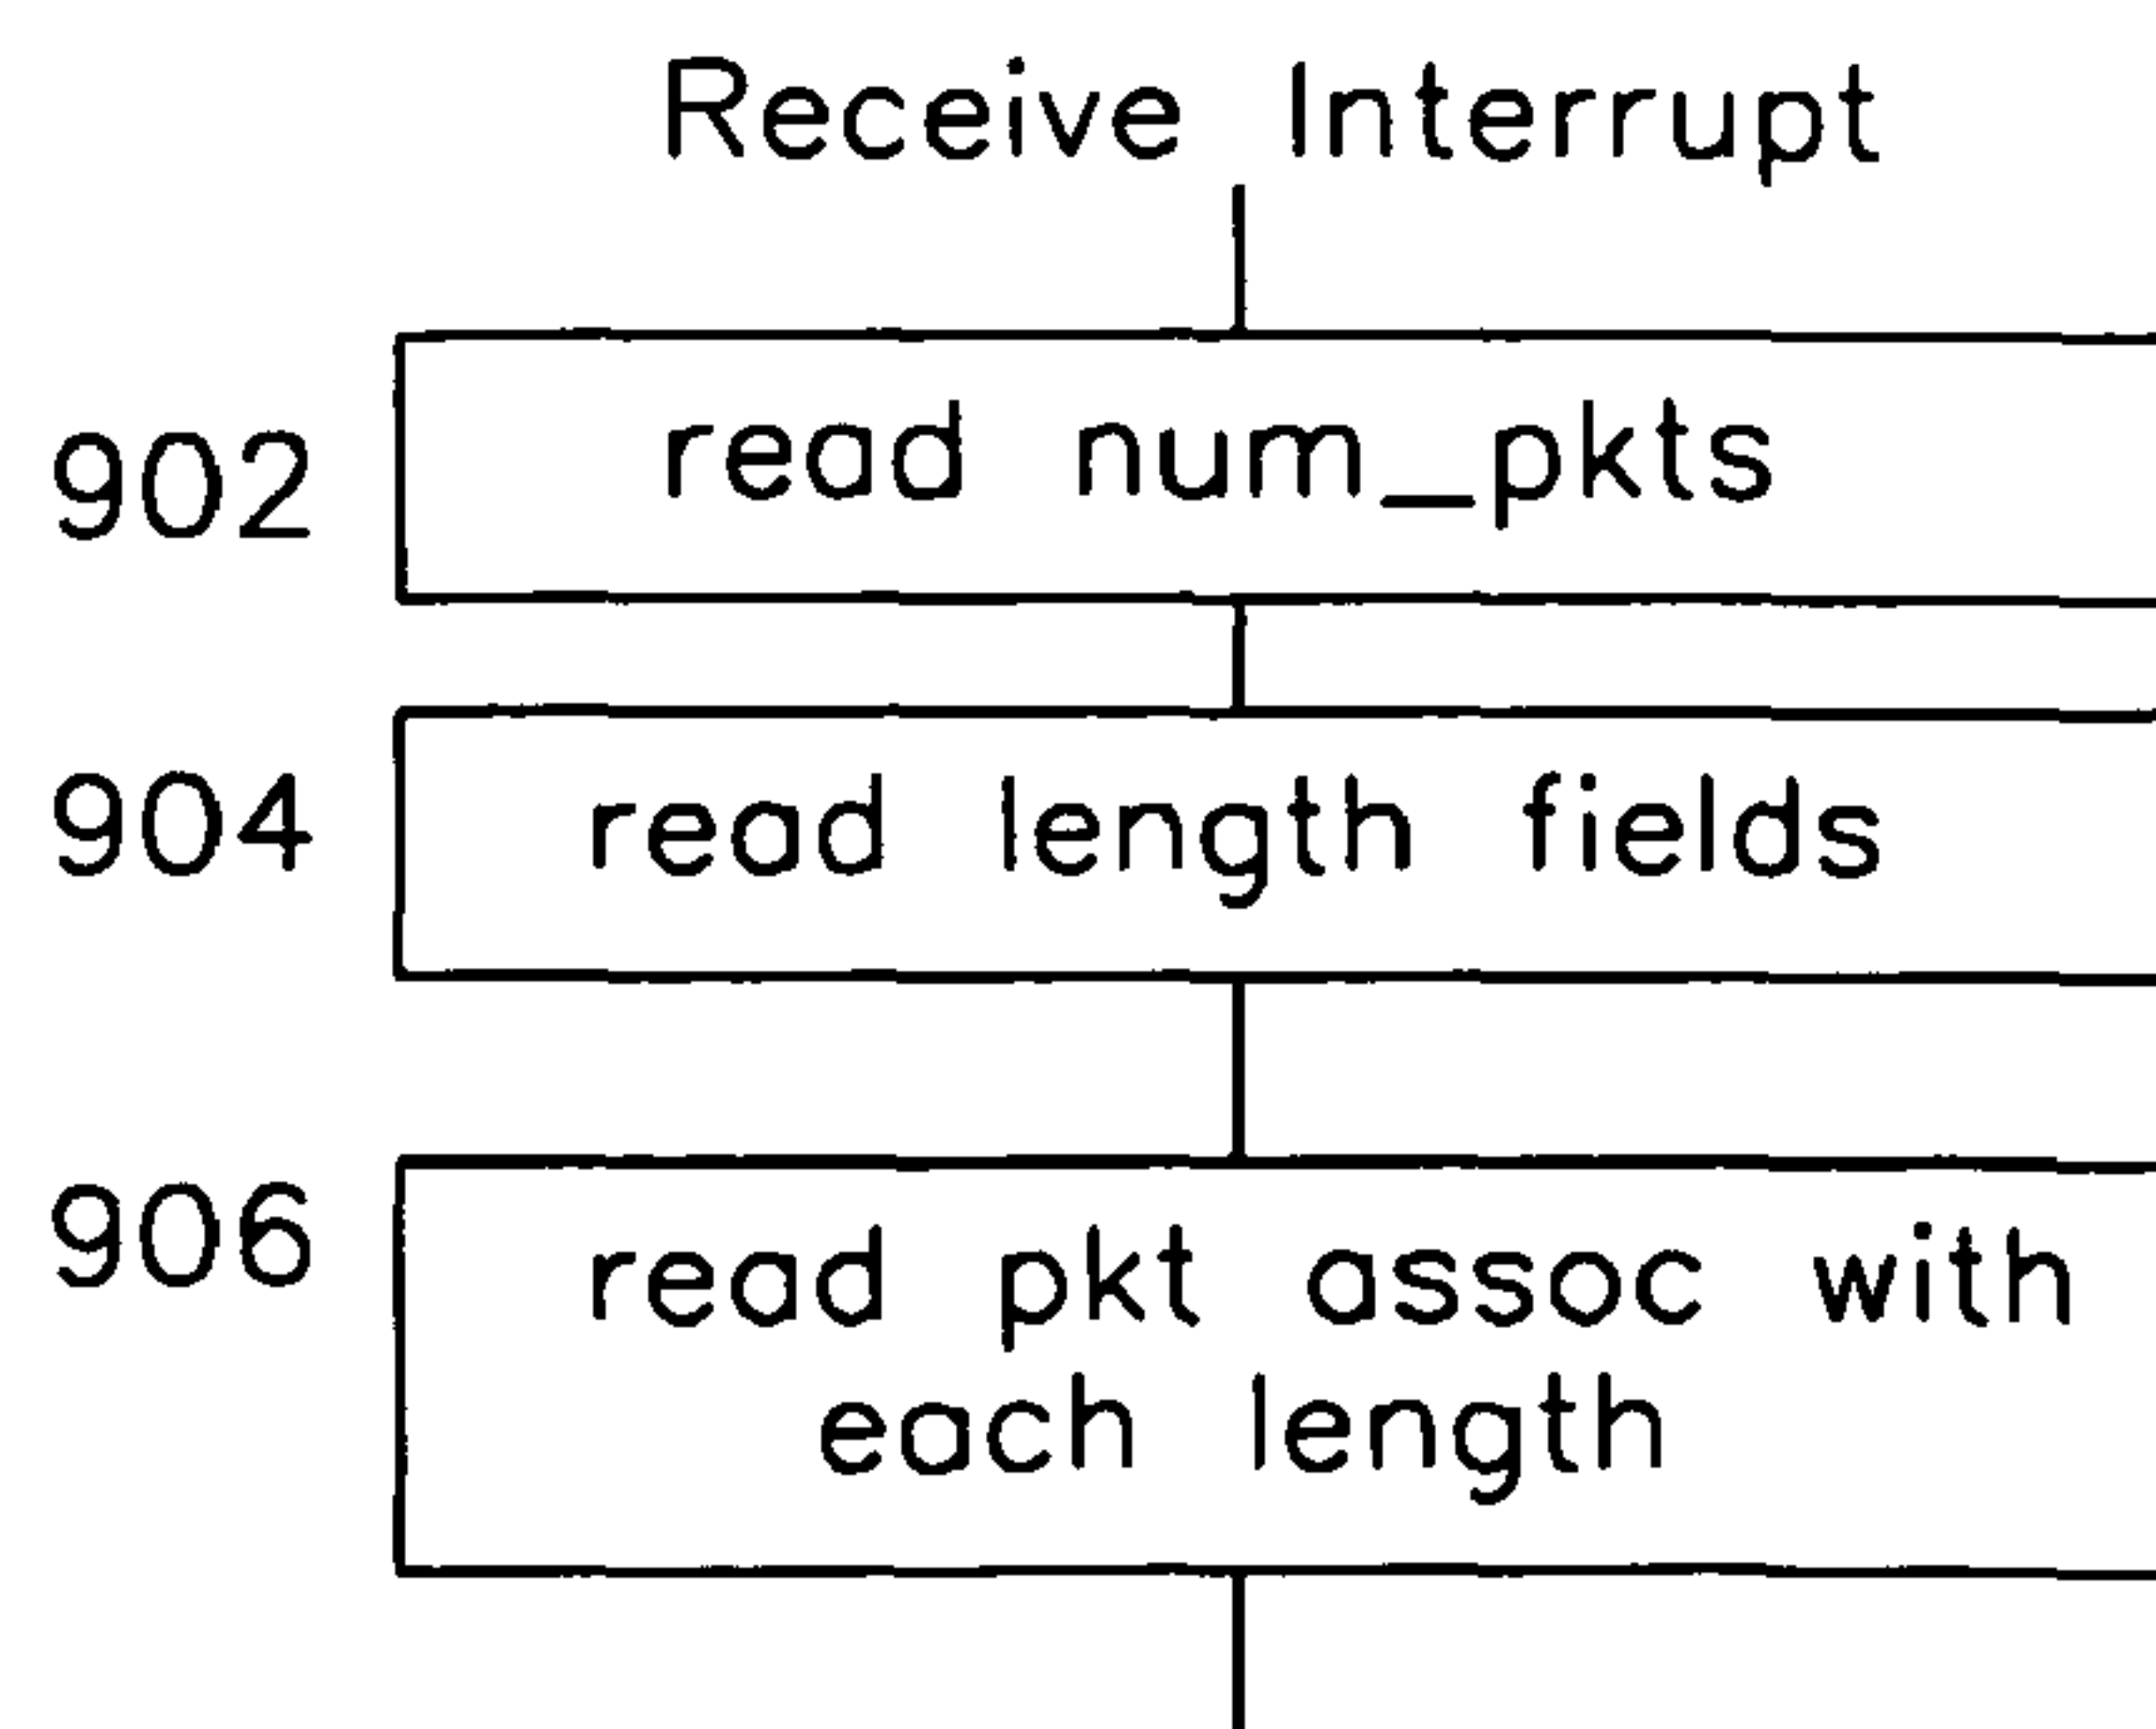 Receive Interrupt
902 read num_pkts
904 read length fields
906 read pkt assoc with
each length